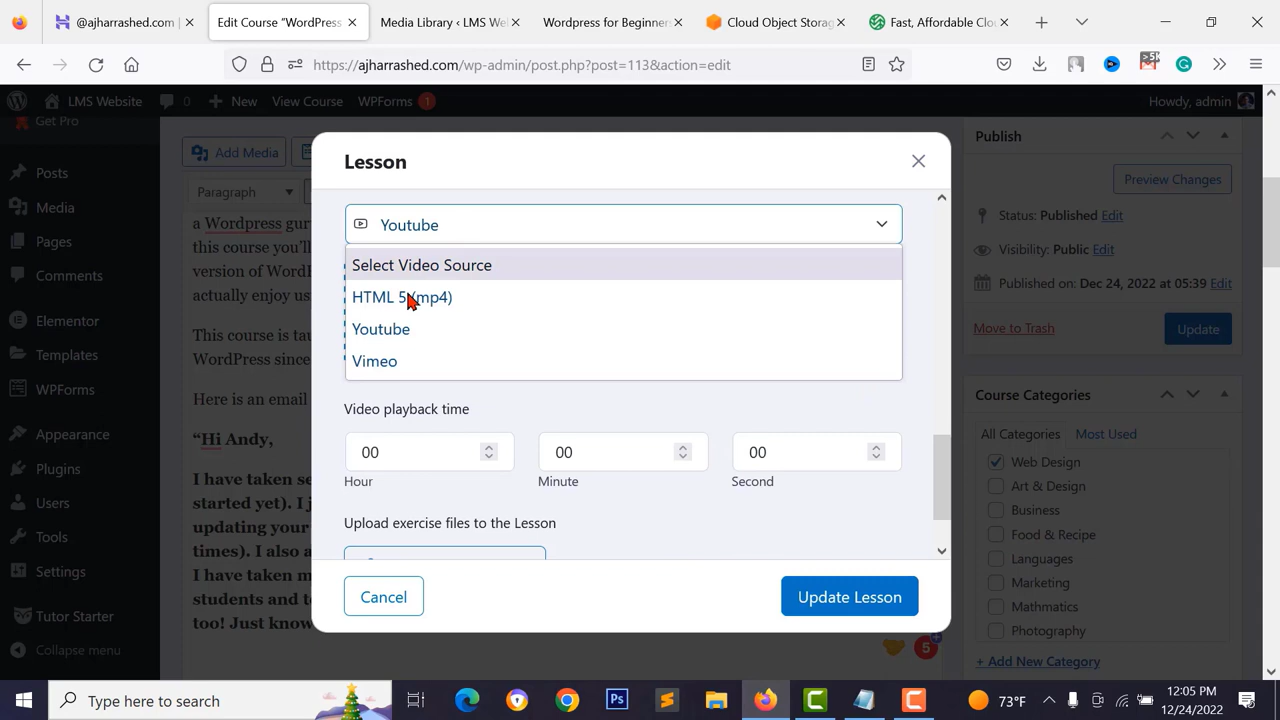 @ajharrashed.com |
Edit Course “WordPress
Media Library ‹ LMS We
Wordpress for Beginner
Cloud Object Storag
Fast, Affordable Clo
https://ajharrashed.com/wp-admin/post.php?post=113&action=edit
5K
LMS Website
0
New
View Course
WPForms 1
Howdy, admin
Get Pro
Posts
Media
Pages
Comments
Elementor
Templates
WPForms
Appearance
Plugins
Users
Tools
Settings
Tutor Starter
Collapse menu
Add Media
Paragraph
a Wordpress gur
this course you'll
version of WordP
actually enjoy us
This course is tau
WordPress since
Here is an email
“Hi Andy,
I have taken se
started yet). I j
updating your
times). I also a
I have taken m
students and t
too! Just know
Lesson
Youtube
Select Video Source
HTML 5 (mp4)
Youtube
Vimeo
Video playback time
00
00
00
Hour
Minute
Second
Upload exercise files to the Lesson
Cancel
Update Lesson
Publish
Preview Changes
Status: Published Edit
Visibility: Public Edit
Published on: Dec 24, 2022 at 05:39 Edit
Move to Trash
Update
Course Categories
All Categories
Most Used
Web Design
Art & Design
Business
Food & Recipe
Languages
Marketing
Mathmatics
Photography
+ Add New Category
5
Type here to search
Ps
73°F
12:05 PM
12/24/2022